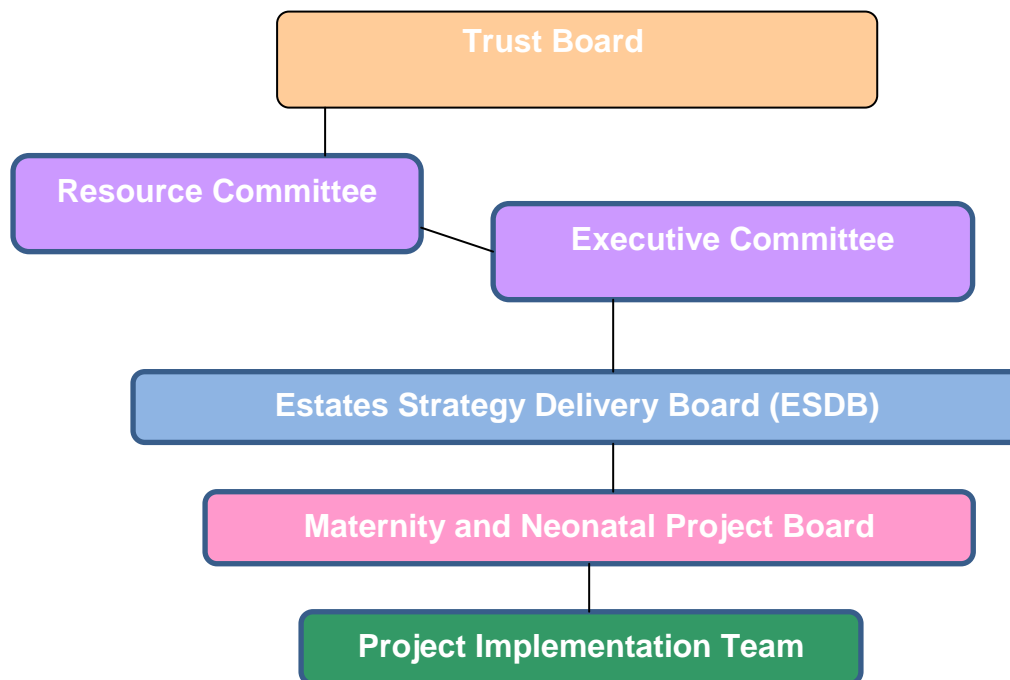 Trust Board
Resource Committee
Executive Committee
Estates Strategy Delivery Board (ESDB)
Maternity and Neonatal Project Board
Project Implementation Team